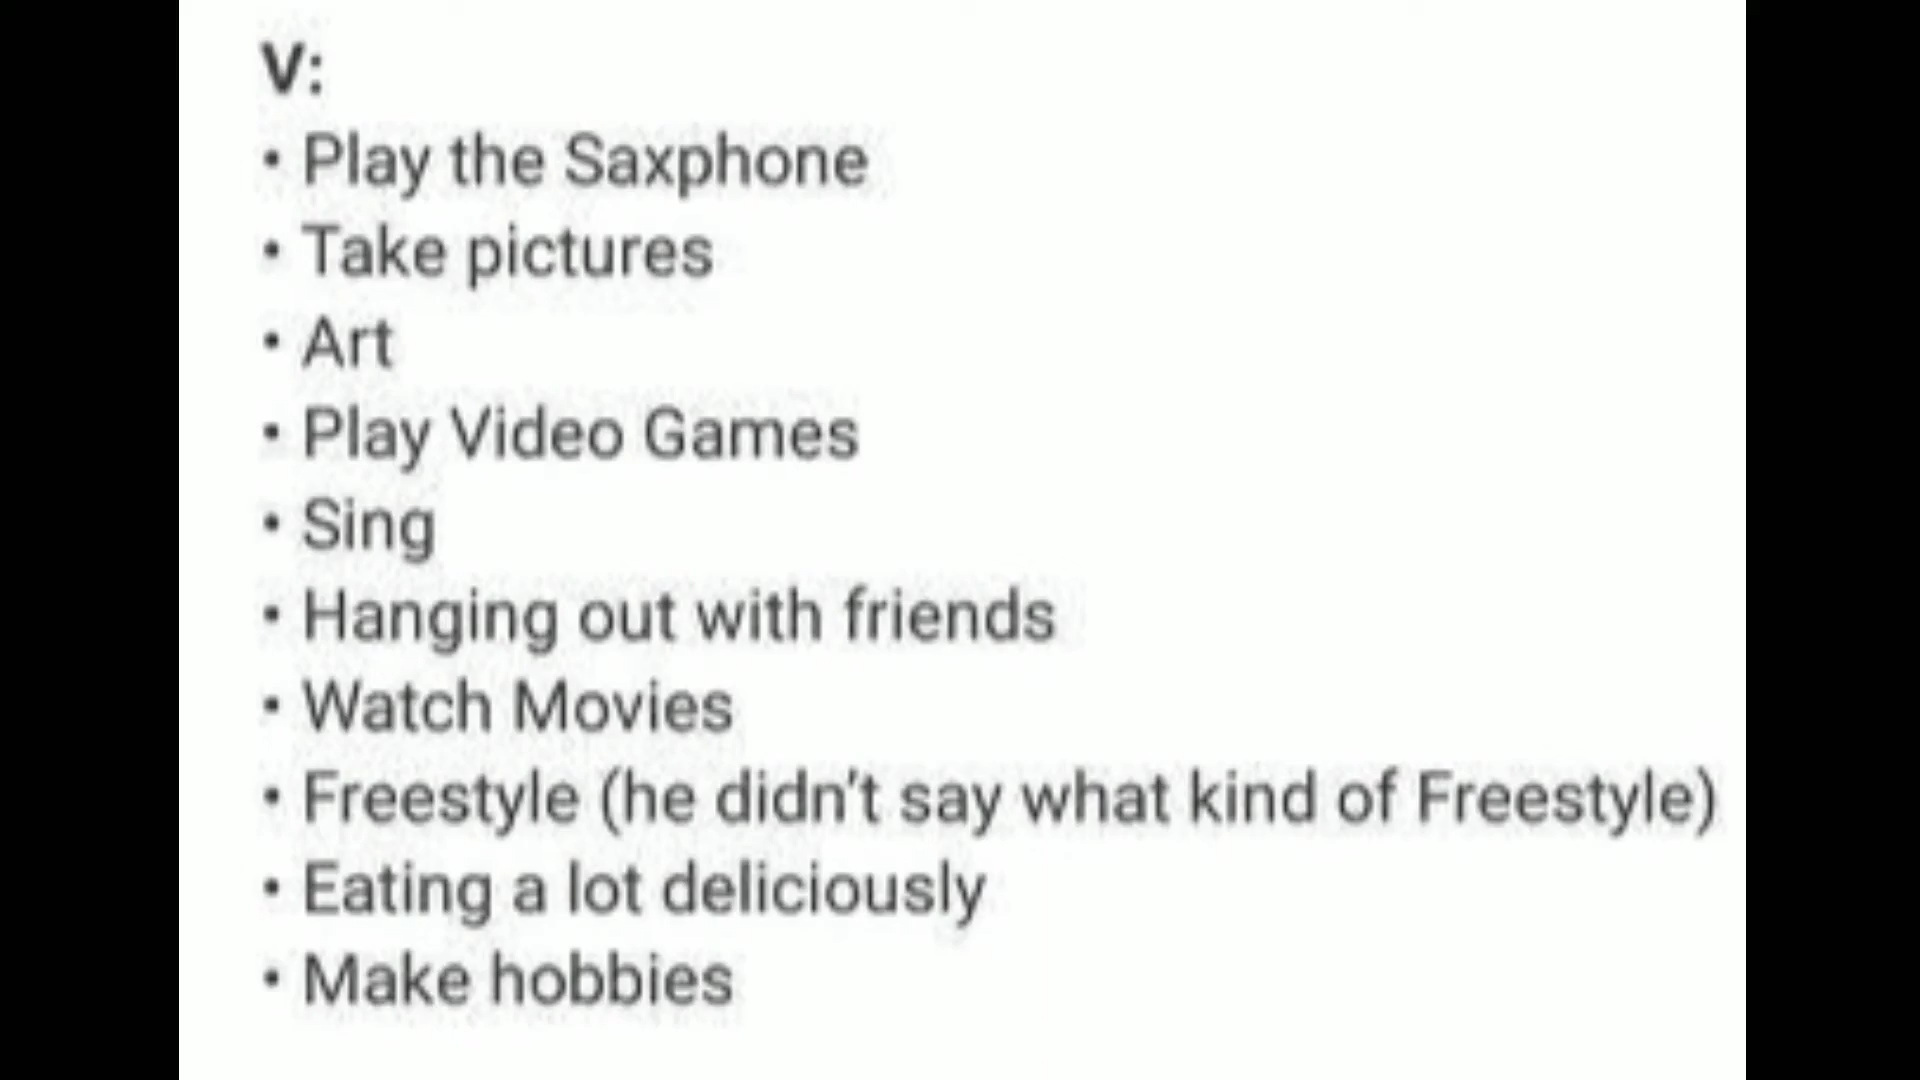 V:
• Play the Saxphone
• Take pictures
• Art
• Play Video Games
• Sing
• Hanging out with friends
• Watch Movies
• Freestyle (he didn't say what kind of Freestyle)
• Eating a lot deliciously
• Make hobbies